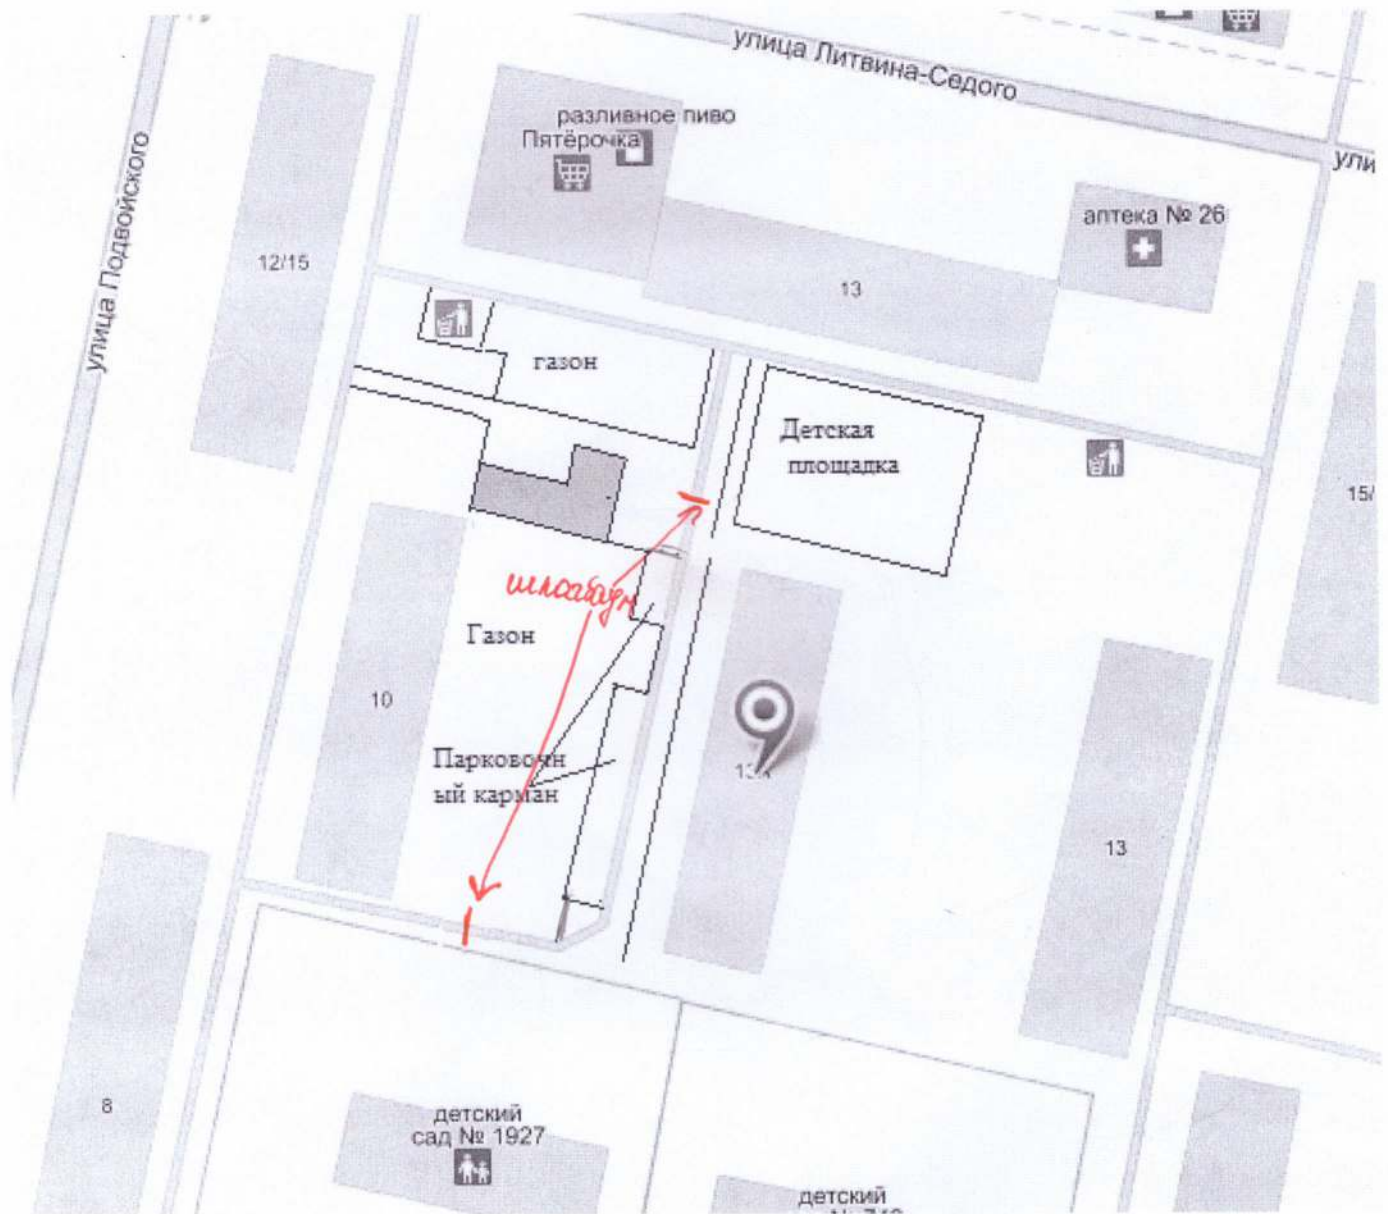 улица Литвина-Седого
разливное пиво
Пятёрочка
ули
аптека № 26
улица Подвойского
12/15
13
газон
Детская
площадка
15/
шлагбаум
Газон
10
Парковочн
ый карман
13
8
детский
сад № 1927
детский